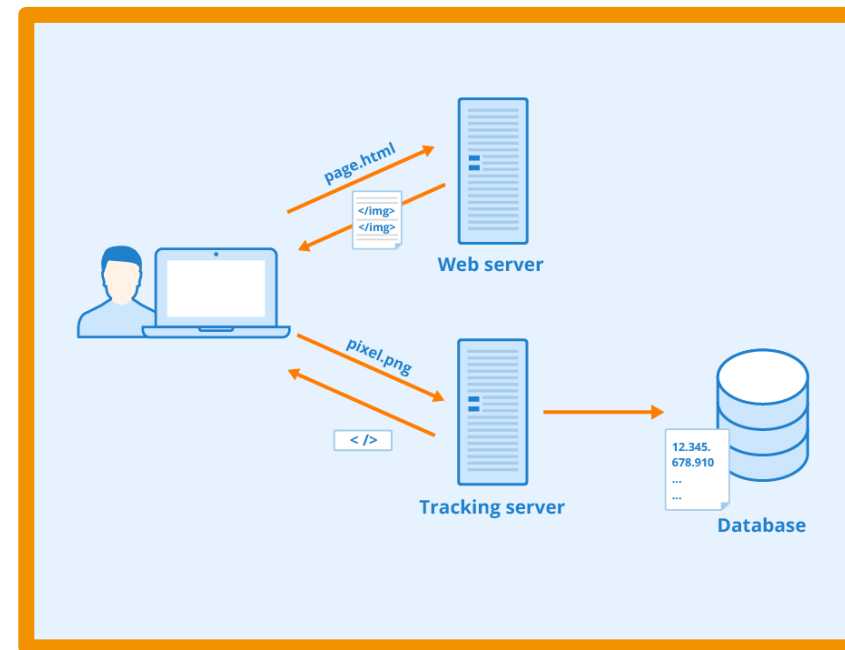 page.html
</img>
</img>
Web server
pixel.png
< />
Tracking server
12.345.
678.910
...
...
Database